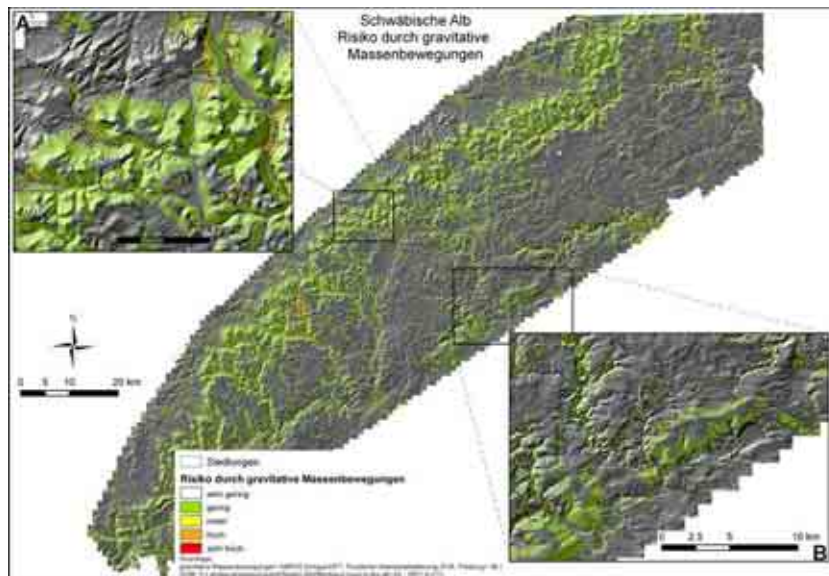 A
Schwäbische Alb
Risiko durch gravitative
Massenbewegungen
N
0 5 10 20 km
Siedlungen
Risiko durch gravitative Massenbewegungen
sehr gering
gering
mittel
hoch
sehr hoch
0 2,5 5 10 km
B